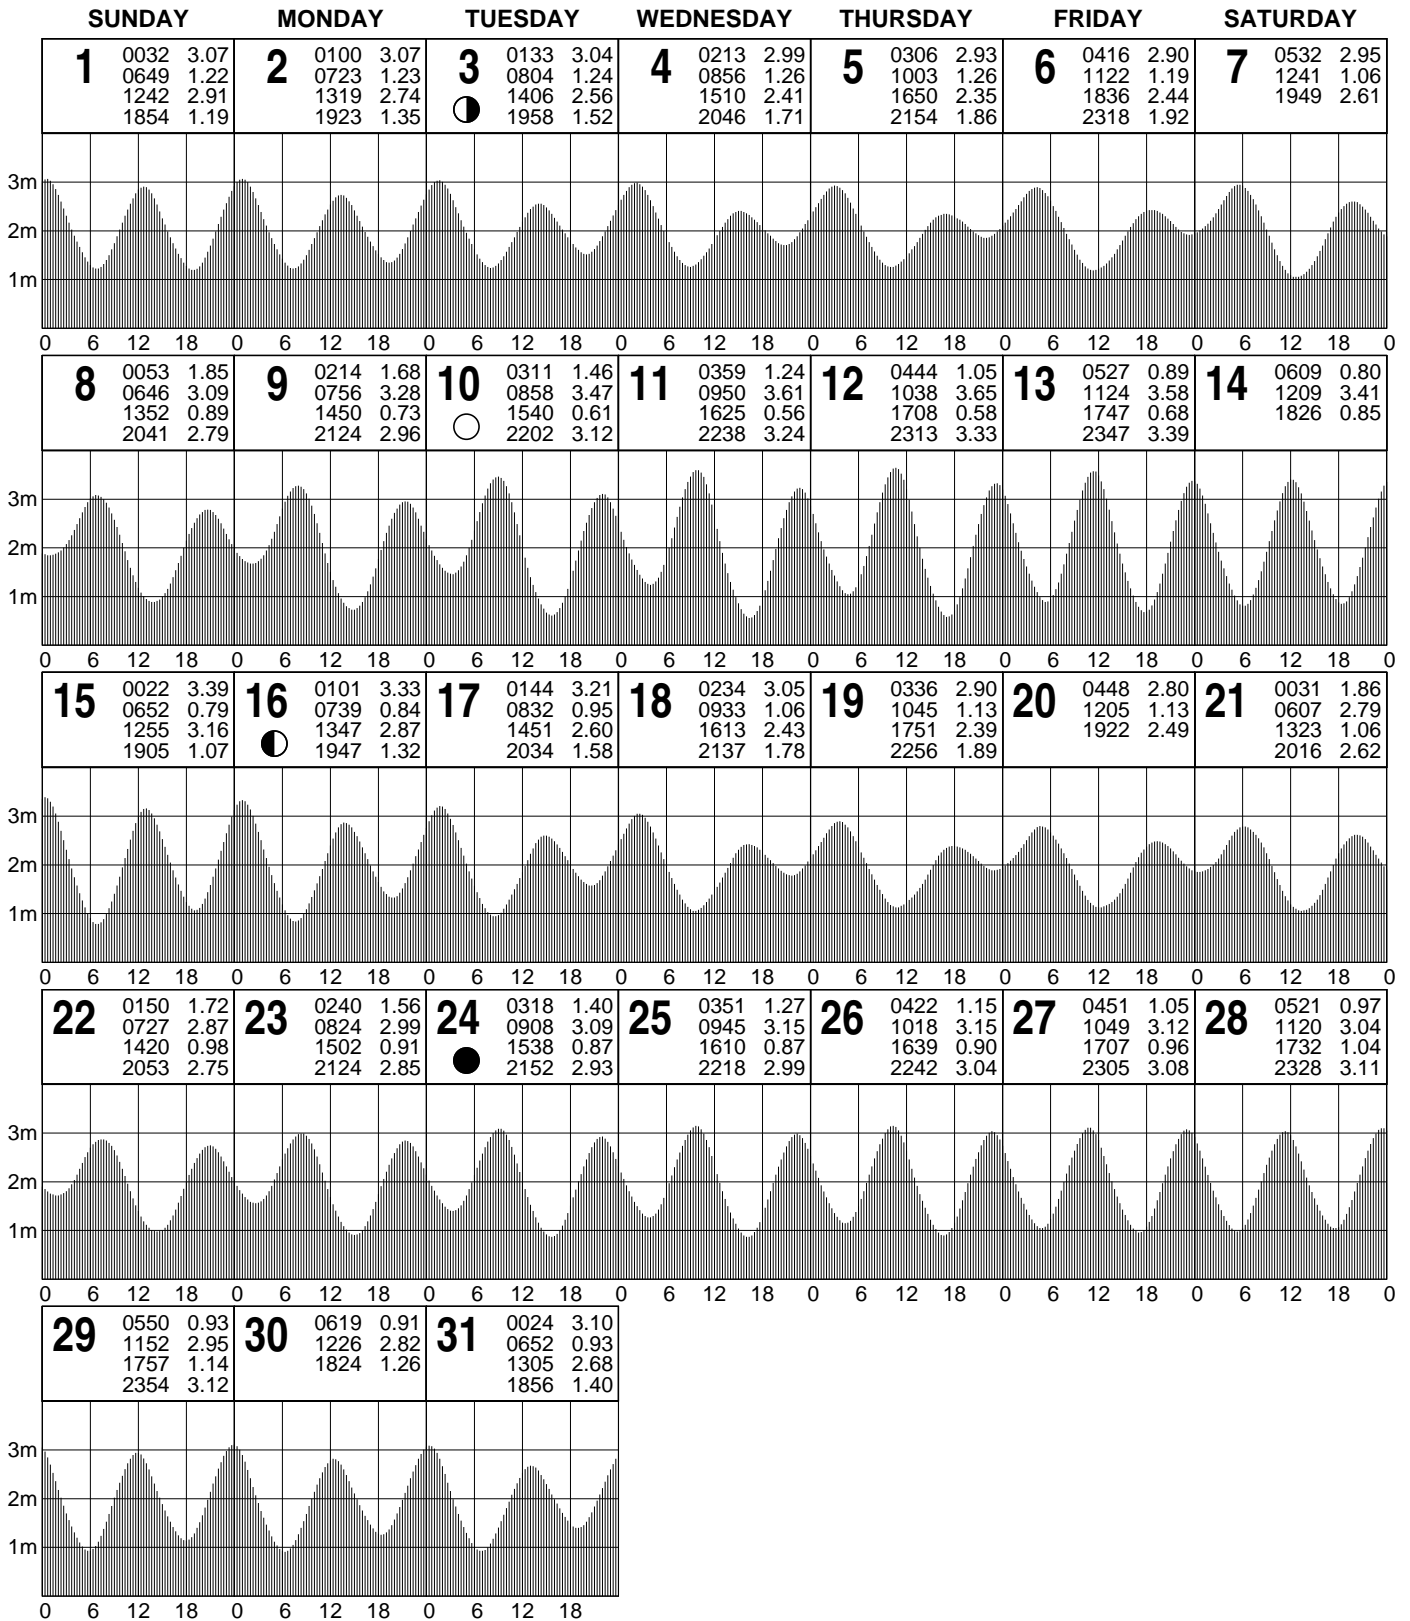 SUNDAY MONDAY TUESDAY WEDNESDAY THURSDAY FRIDAY SATURDAY
1 0032 3.07 2 0100 3.07 3 0133 3.04 4 0213 2.99 5 0306 2.93 6 0416 2.90 7 0532 2.95
0649 1.22 0723 1.23 0804 1.24 0856 1.26 1003 1.26 1122 1.19 1241 1.06
1242 2.91 1319 2.74 1406 2.56 1510 2.41 1650 2.35 1836 2.44 1949 2.61
1854 1.19 1923 1.35 1958 1.52 2046 1.71 2154 1.86 2318 1.92
3m
2m
1m
0 6 12 18 0 6 12 18 0 6 12 18 0 6 12 18 0 6 12 18 0 6 12 18 0 6 12 18 0
8 0053 1.85 9 0214 1.68 10 0311 1.46 11 0359 1.24 12 0444 1.05 13 0527 0.89 14 0609 0.80
0646 3.09 0756 3.28 0858 3.47 0950 3.61 1038 3.65 1124 3.58 1209 3.41
1352 0.89 1450 0.73 1540 0.61 1625 0.56 1708 0.58 1747 0.68 1826 0.85
2041 2.79 2124 2.96 2202 3.12 2238 3.24 2313 3.33 2347 3.39
3m
2m
1m
0 6 12 18 0 6 12 18 0 6 12 18 0 6 12 18 0 6 12 18 0 6 12 18 0 6 12 18 0
15 0022 3.39 16 0101 3.33 17 0144 3.21 18 0234 3.05 19 0336 2.90 20 0448 2.80 21 0031 1.86
0652 0.79 0739 0.84 0832 0.95 0933 1.06 1045 1.13 1205 1.13 0607 2.79
1255 3.16 1347 2.87 1451 2.60 1613 2.43 1751 2.39 1922 2.49 1323 1.06
1905 1.07 1947 1.32 2034 1.58 2137 1.78 2256 1.89 2016 2.62
3m
2m
1m
0 6 12 18 0 6 12 18 0 6 12 18 0 6 12 18 0 6 12 18 0 6 12 18 0 6 12 18 0
22 0150 1.72 23 0240 1.56 24 0318 1.40 25 0351 1.27 26 0422 1.15 27 0451 1.05 28 0521 0.97
0727 2.87 0824 2.99 0908 3.09 0945 3.15 1018 3.15 1049 3.12 1120 3.04
1420 0.98 1502 0.91 1538 0.87 1610 0.87 1639 0.90 1707 0.96 1732 1.04
2053 2.75 2124 2.85 2152 2.93 2218 2.99 2242 3.04 2305 3.08 2328 3.11
3m
2m
1m
0 6 12 18 0 6 12 18 0 6 12 18 0 6 12 18 0 6 12 18 0 6 12 18 0 6 12 18 0
29 0550 0.93 30 0619 0.91 31 0024 3.10
1152 2.95 1226 2.82 0652 0.93
1757 1.14 1824 1.26 1305 2.68
2354 3.12 1856 1.40
3m
2m
1m
0 6 12 18 0 6 12 18 0 6 12 18